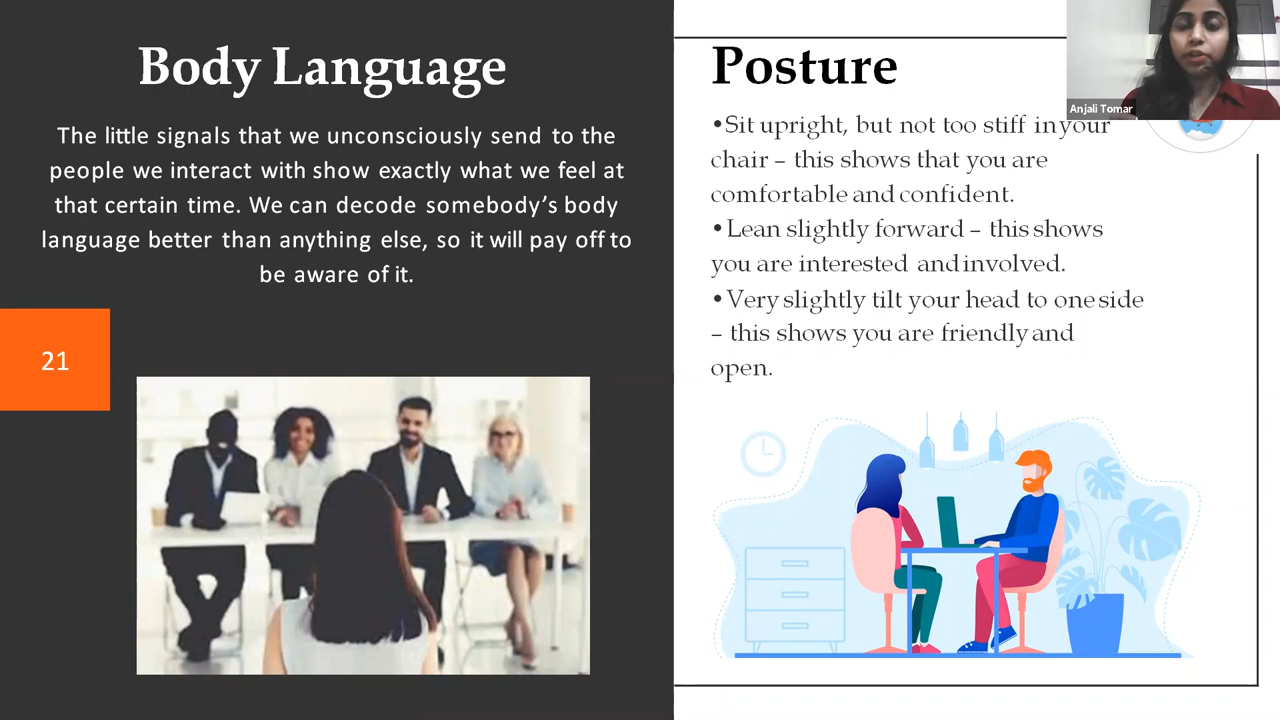 Body Language
The little signals that we unconsciously send to the
people we interact with show exactly what we feel at
that certain time. We can decode somebody’s body
language better than anything else, so it will pay off to
be aware of it.
21
Posture
•Sit upright, but not too stiff in your
chair – this shows that you are
comfortable and confident.
•Lean slightly forward – this shows
you are interested and involved.
•Very slightly tilt your head to one side
– this shows you are friendly and
open.
Anjali Tomar